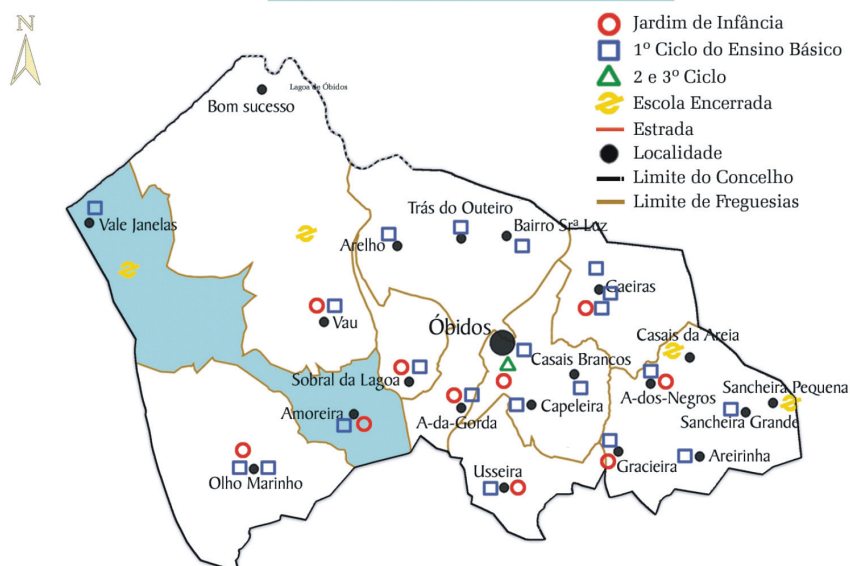 N
Jardim de Infância
1º Ciclo do Ensino Básico
2 e 3º Ciclo
Escola Encerrada
Estrada
Localidade
Limite do Concelho
Limite de Freguesias
Lagoa de Óbidos
Bom sucesso
Vale Janelas
Trás do Outeiro
Bairro Srª Luz
Arelho
Gaeiras
Vau
Óbidos
Casais da Areia
Casais Brancos
Sobral da Lagoa
Sancheira Pequena
A-dos-Negros
Amoreira
A-da-Gorda
Capeleira
Sancheira Grande
Gracieira
Areirinha
Usseira
Olho Marinho